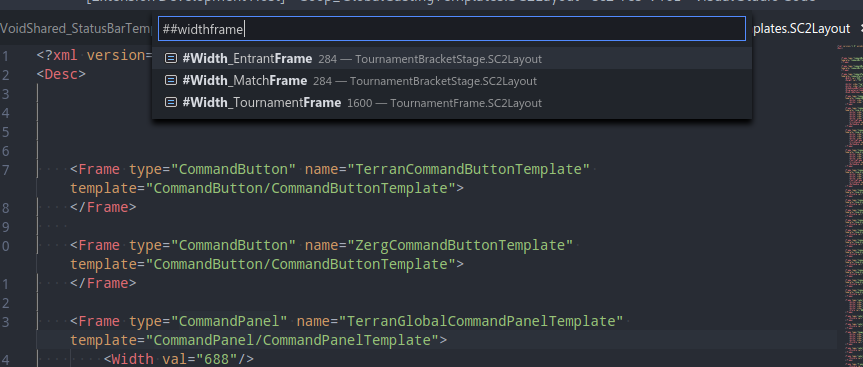 VoidShared_StatusBarTemp
plates.SC2Layout
##widthframe
#Width_EntrantFrame 284 — TournamentBracketStage.SC2Layout
#Width_MatchFrame 284 — TournamentBracketStage.SC2Layout
#Width_TournamentFrame 1600 — TournamentFrame.SC2Layout
1 <?xml version=
2 <Desc>
3
4
5
6
7 <Frame type="CommandButton" name="TerranCommandButtonTemplate"
template="CommandButton/CommandButtonTemplate">
8 </Frame>
9
0 <Frame type="CommandButton" name="ZergCommandButtonTemplate"
template="CommandButton/CommandButtonTemplate">
1 </Frame>
2
3 <Frame type="CommandPanel" name="TerranGlobalCommandPanelTemplate"
template="CommandPanel/CommandPanelTemplate">
4 <Width val="688"/>